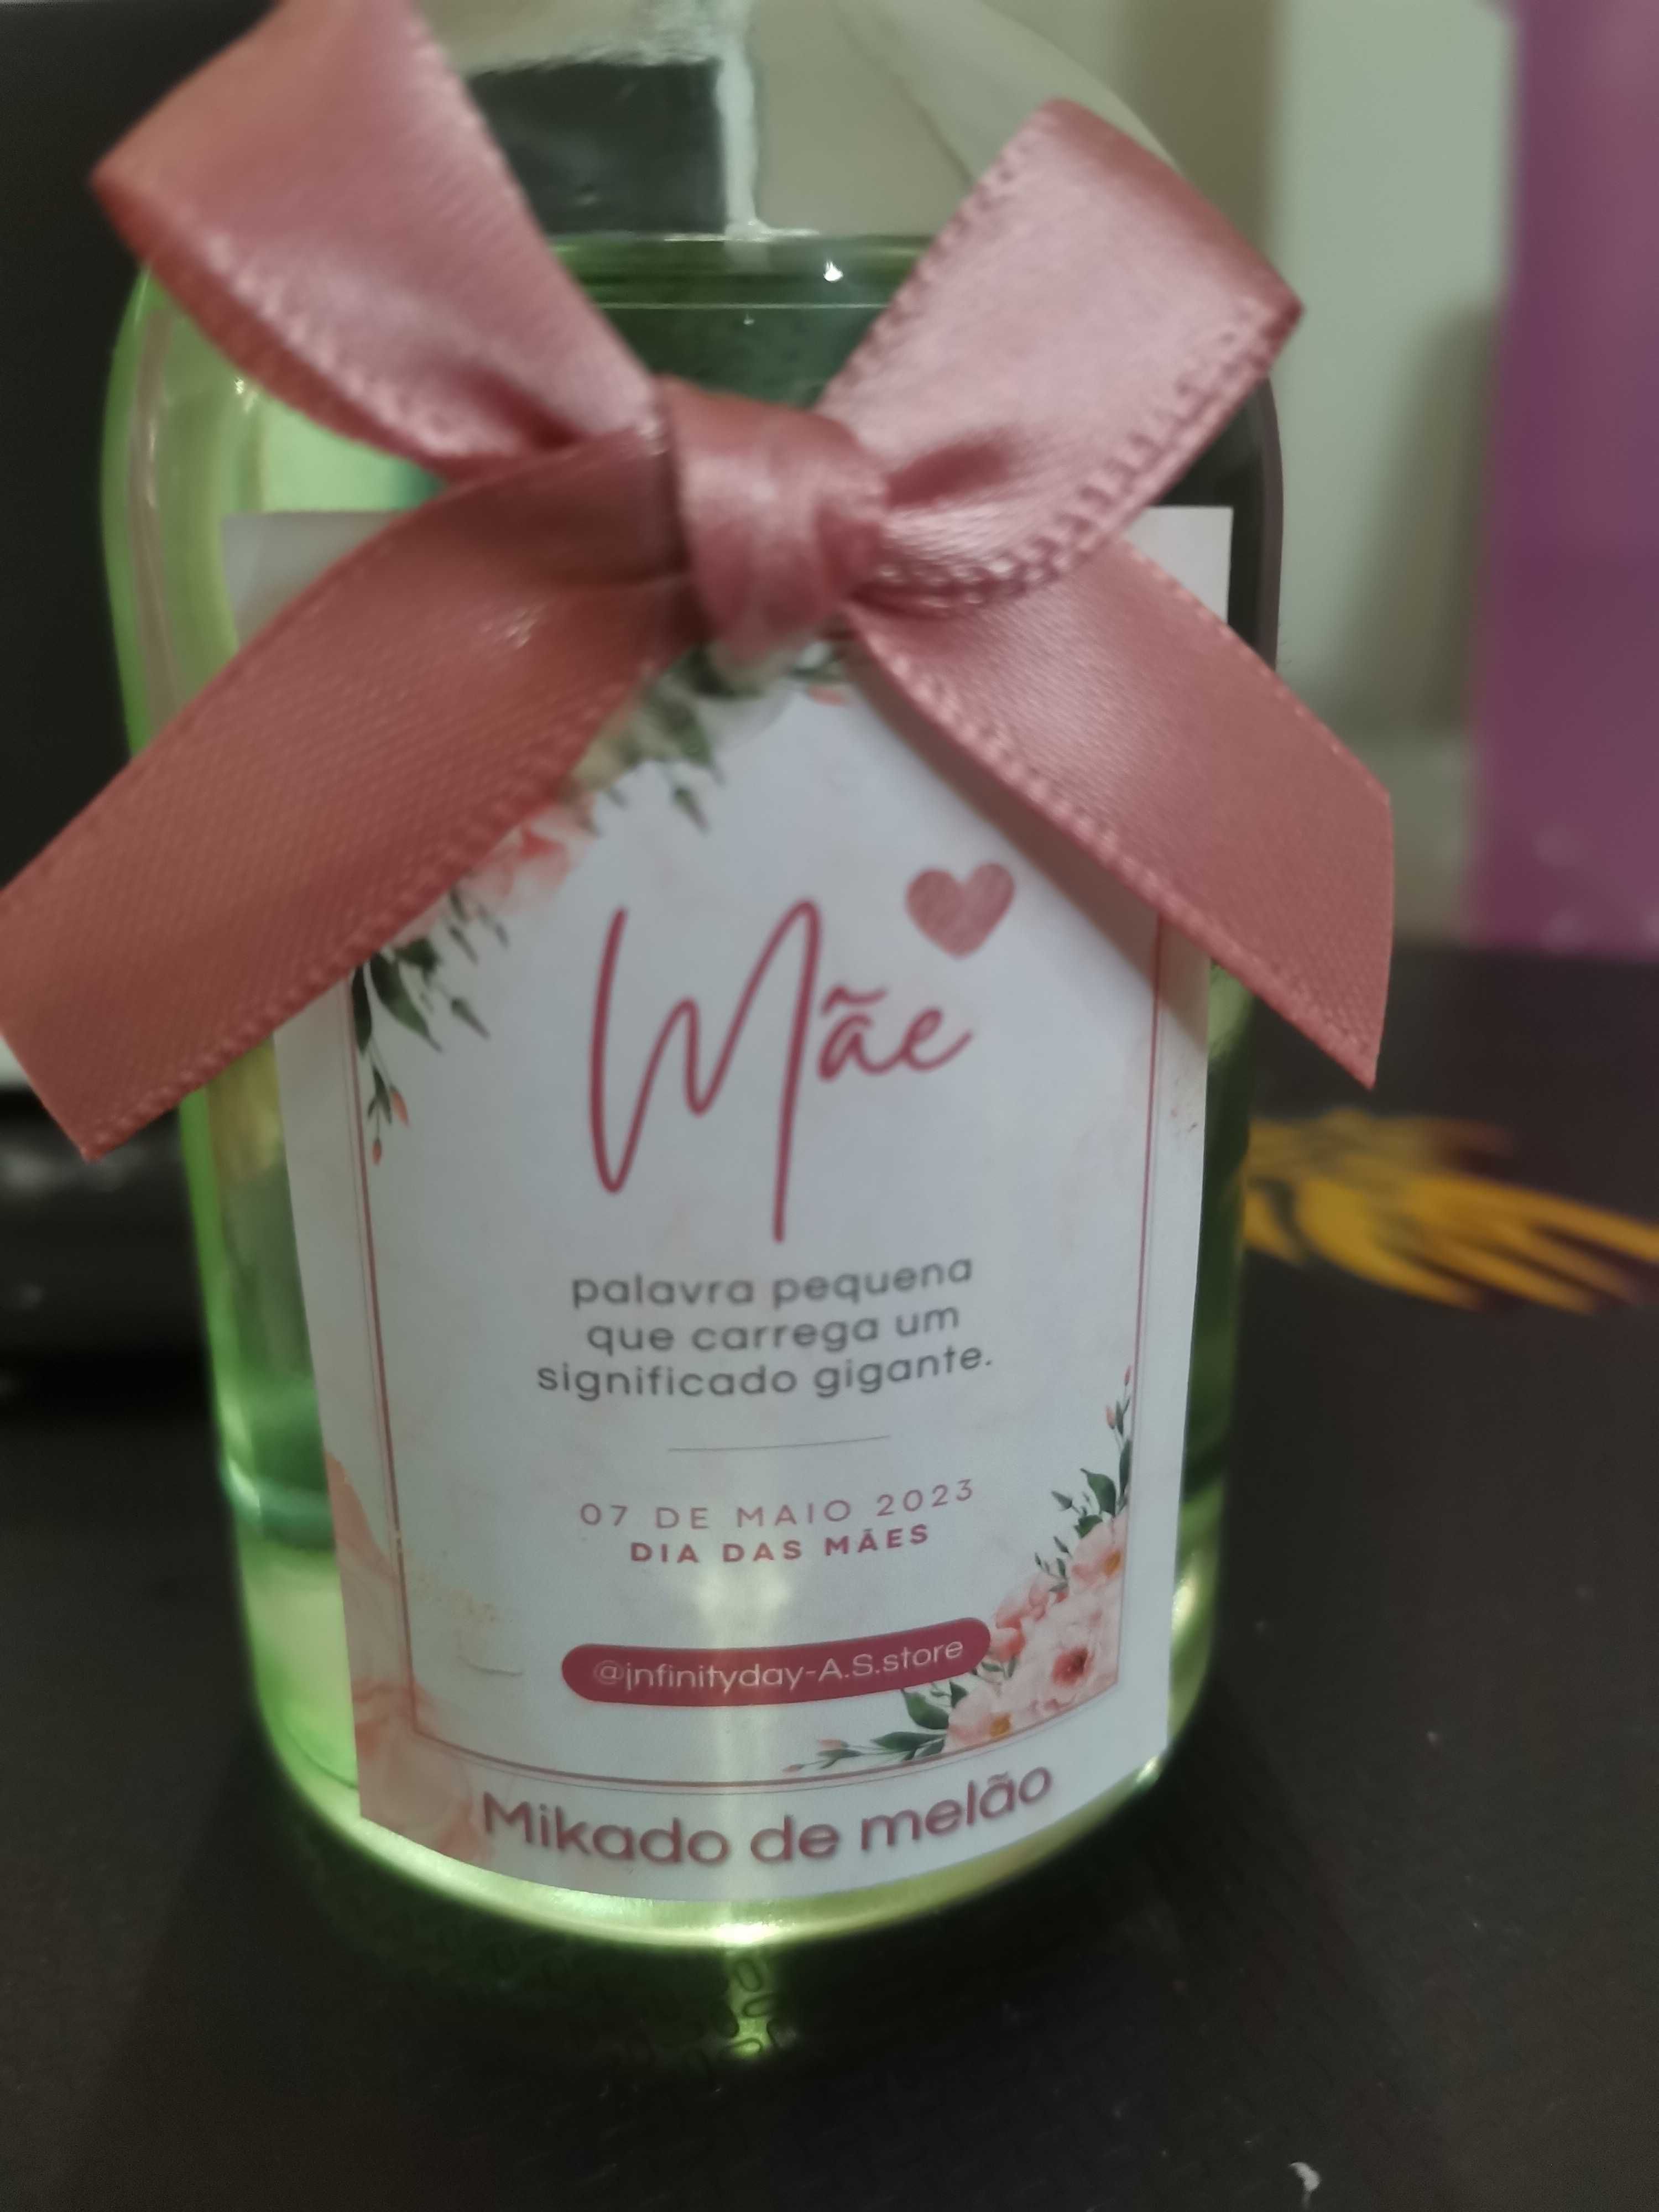 Mãe
palavra pequena
que carrega um
significado gigante.
07 DE MAIO 2023
DIA DAS MÃES
@jnfinityday-A.S.store
Mikado de melão